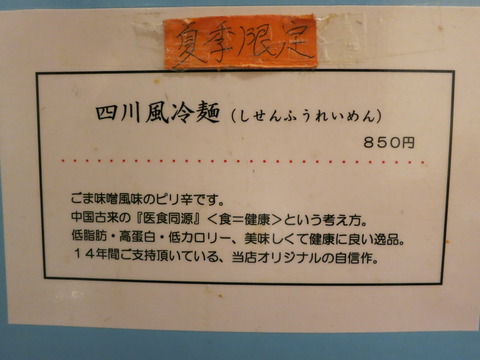 夏季限定
四川風冷麺（しせんふうれいめん）
８５０円
ごま味噌風味のピリ辛です。
中国古来の『医食同源』＜食＝健康＞という考え方。
低脂肪・高蛋白・低カロリー、美味しくて健康に良い逸品。
１４年間ご支持頂いている、当店オリジナルの自信作。